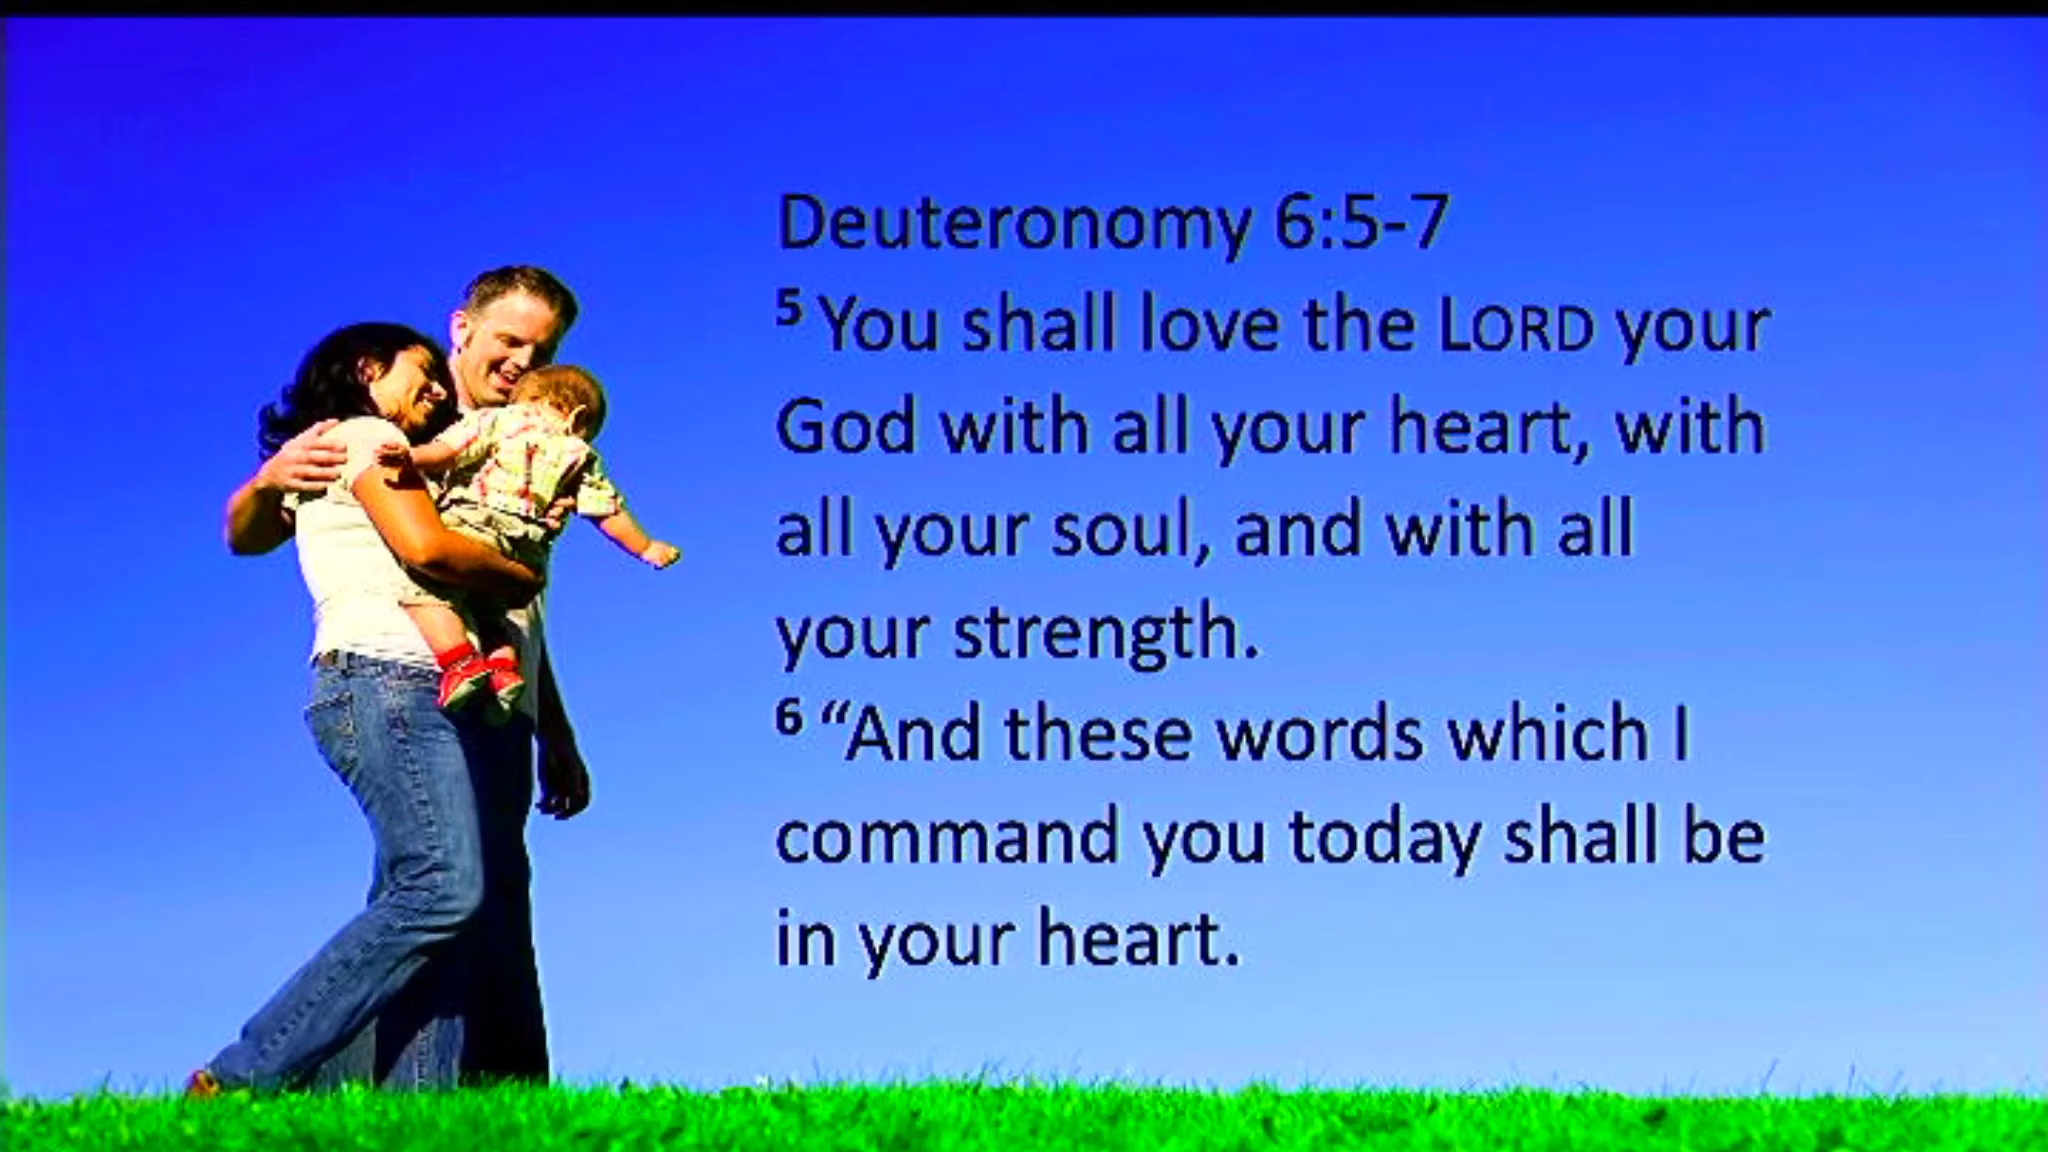 Deuteronomy 6:5-7
5 You shall love the LORD your
God with all your heart, with
all your soul, and with all
your strength.
6 “And these words which I
command you today shall be
in your heart.